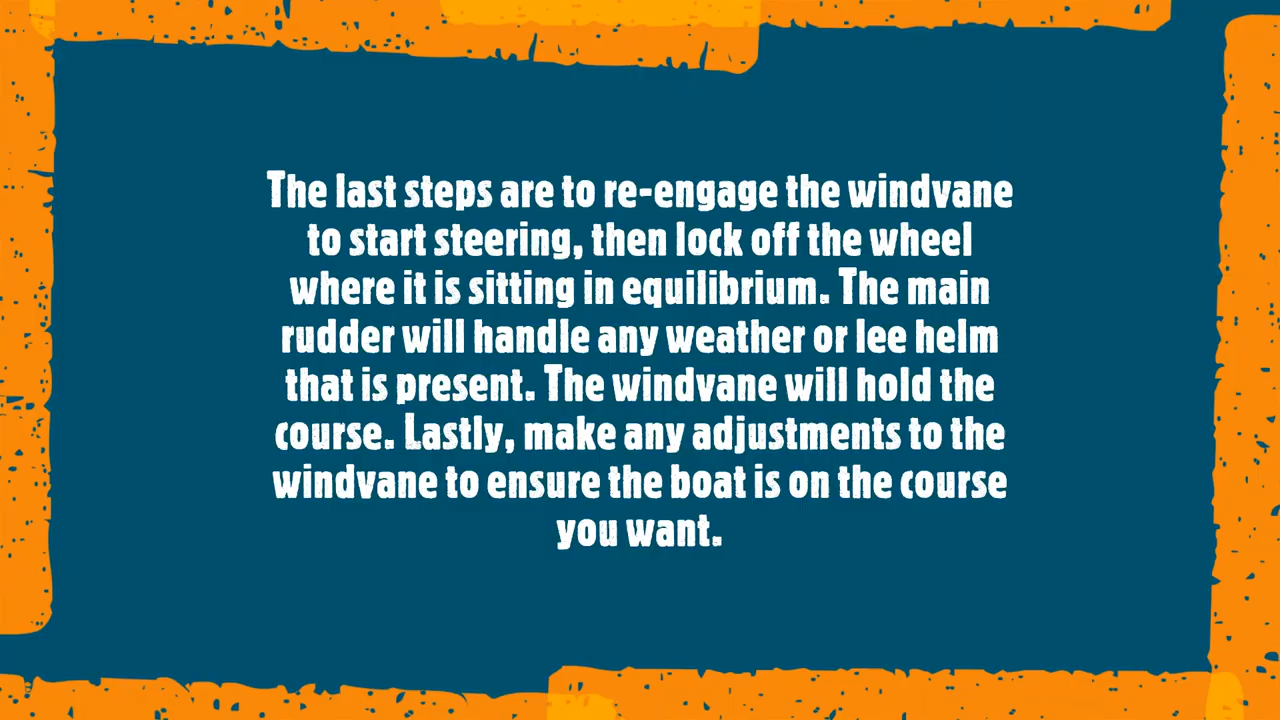 The last steps are to re-engage the windvane
to start steering, then lock off the wheel
where it is sitting in equilibrium. The main
rudder will handle any weather or lee helm
that is present. The windvane will hold the
course. Lastly, make any adjustments to the
windvane to ensure the boat is on the course
you want.